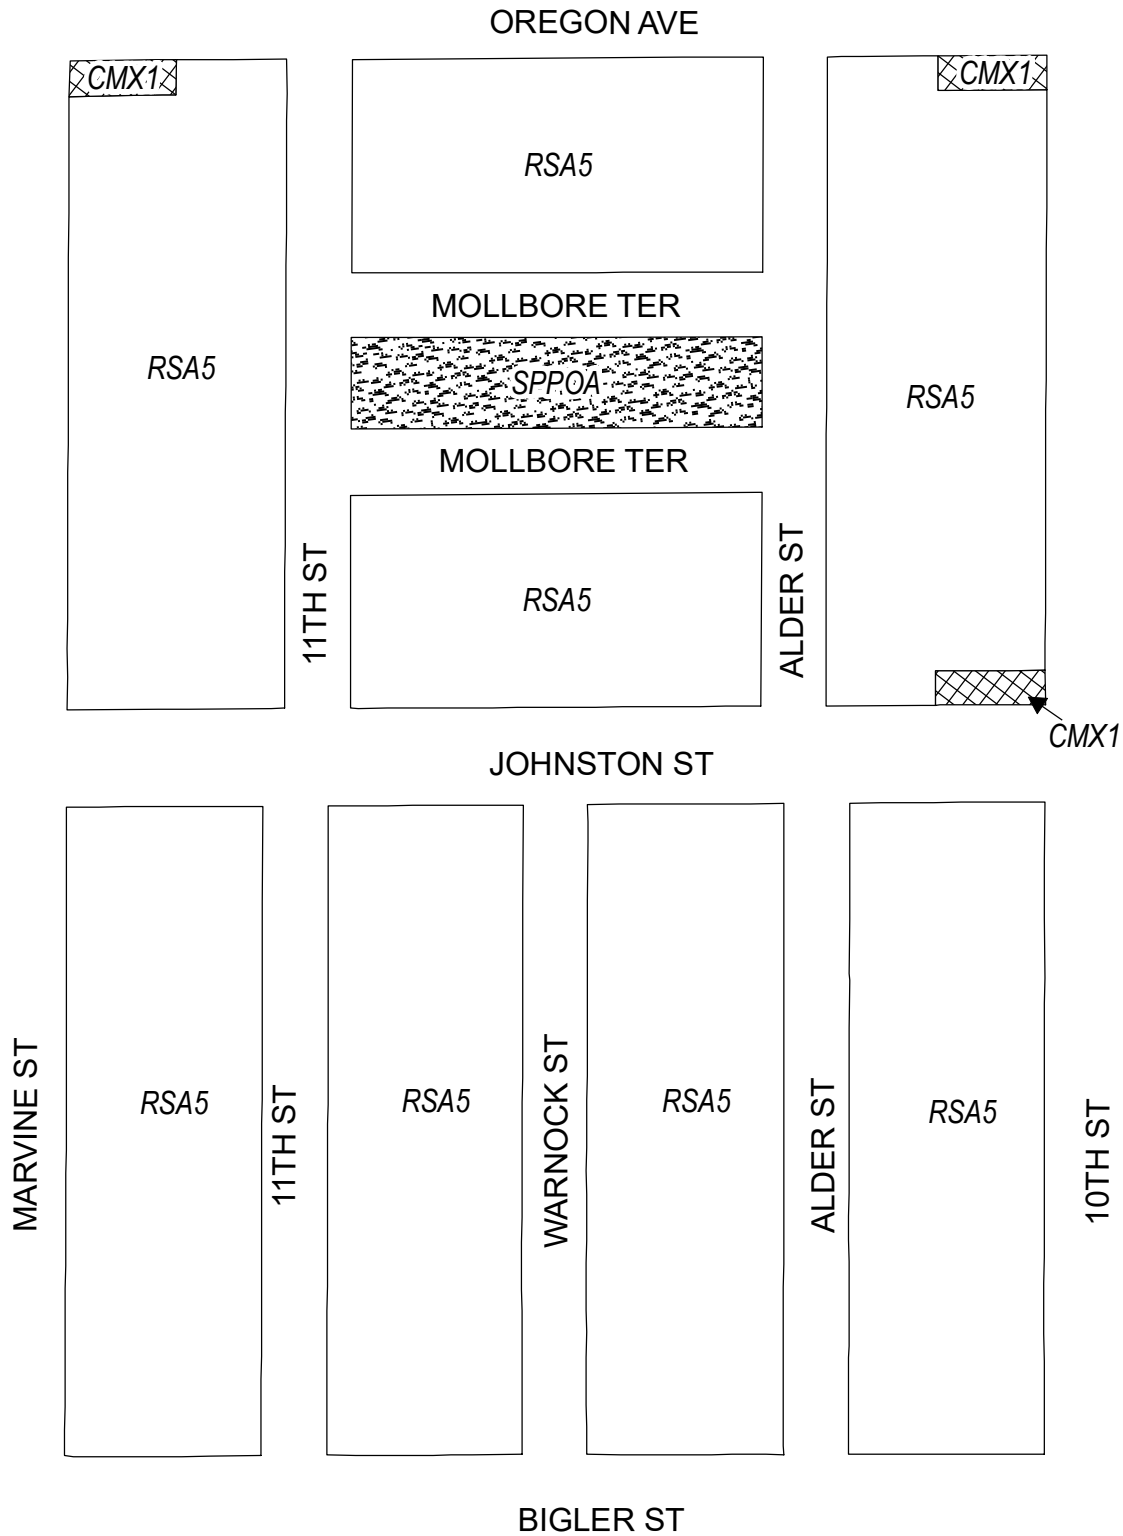 OREGON AVE
CMX1
CMX1
RSA5
MOLLBORE TER
RSA5
SPPOA
RSA5
MOLLBORE TER
11TH ST
RSA5
ALDER ST
CMX1
JOHNSTON ST
MARVINE ST
RSA5
11TH ST
RSA5
WARNOCK ST
RSA5
ALDER ST
RSA5
10TH ST
BIGLER ST